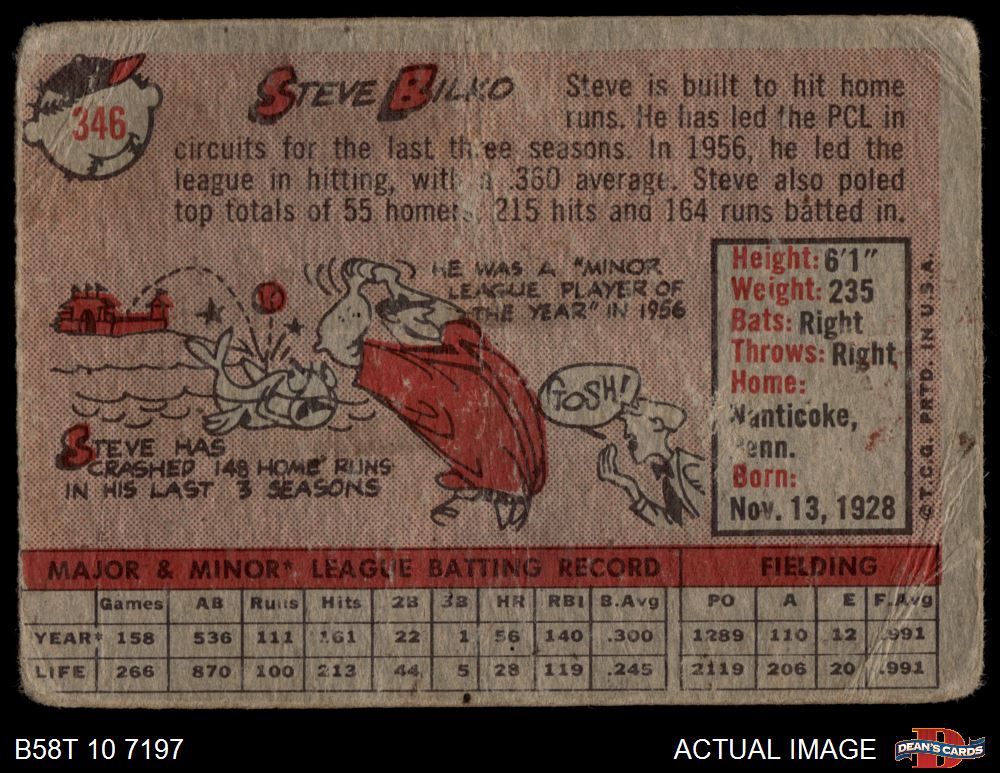 346
STEVE BILKO
Steve is built to hit home
runs. He has led the PCL in
circuits for the last three seasons. In 1956, he led the
league in hitting, with a .360 average. Steve also poled
top totals of 55 homers, 215 hits and 164 runs batted in.
HE WAS A "MINOR
LEAGUE PLAYER OF
THE YEAR" IN 1956
GOSH!
STEVE HAS
CRASHED 148 HOME RUNS
IN HIS LAST 3 SEASONS
Height: 6'1"
Weight: 235
Bats: Right
Throws: Right
Home:
Nanticoke,
Penn.
Born:
Nov. 13, 1928
© T.C.G. PRTD. IN U.S.A.
MAJOR & MINOR* LEAGUE BATTING RECORD FIELDING
Games AB Runs Hits 2B 3B HR RBI B.Avg PO A E F.Avg
YEAR* 158 536 111 161 22 1 56 140 .300 1289 110 12 .991
LIFE 266 870 100 213 44 5 28 119 .245 2119 206 20 .991
B58T 10 7197
ACTUAL IMAGE
DEAN'S CARDS